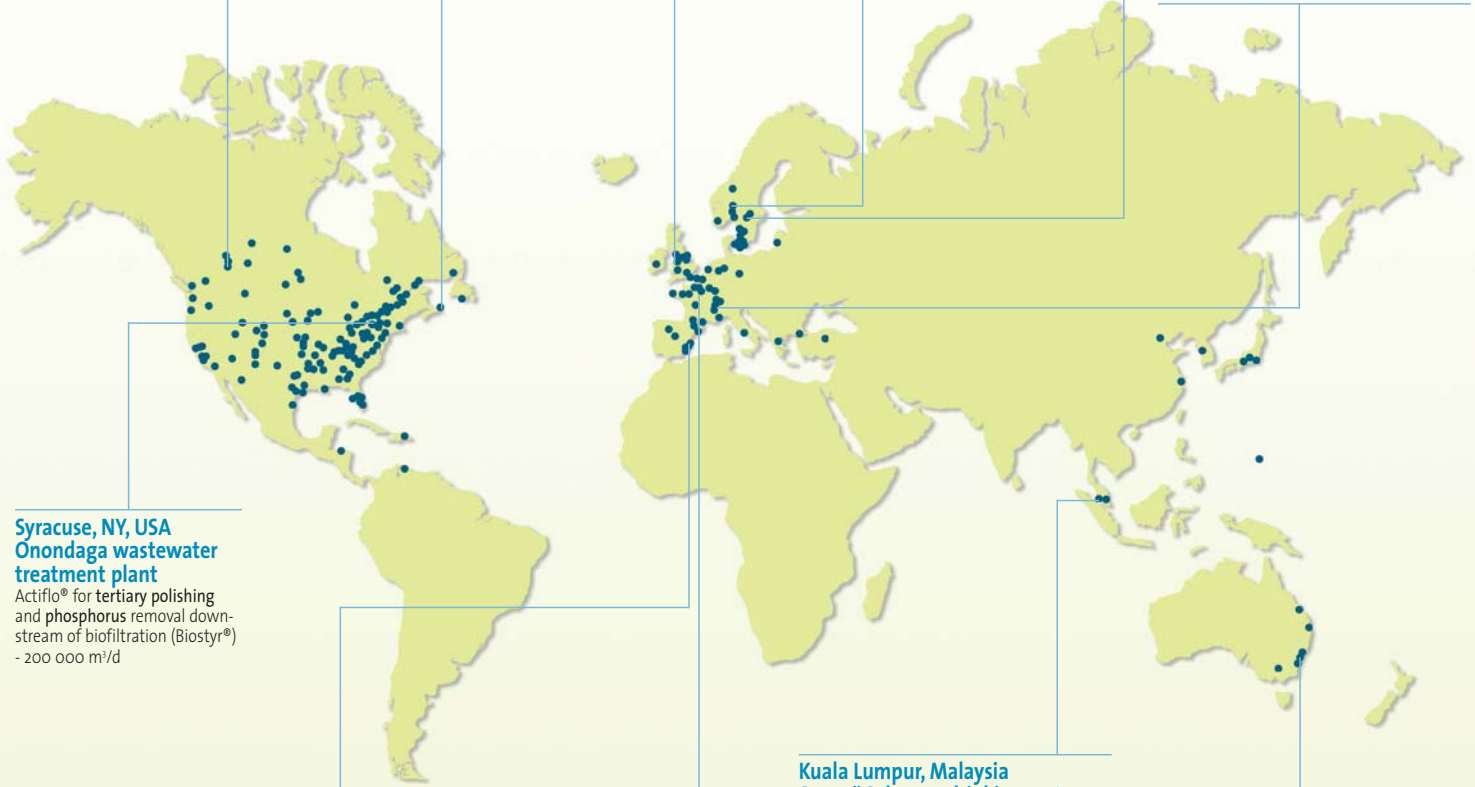 Syracuse, NY, USA
Onondaga wastewater
treatment plant
Actiflo® for tertiary polishing
and phosphorus removal down-
stream of biofiltration (Biostyr®)
- 200 000 m³/d
Kuala Lumpur, Malaysia